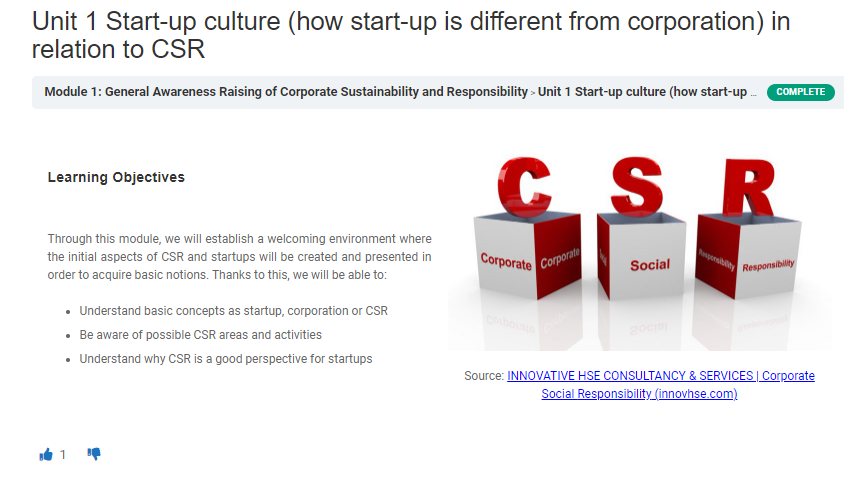 Unit 1 Start-up culture (how start-up is different from corporation) in
relation to CSR
Module 1: General Awareness Raising of Corporate Sustainability and Responsibility > Unit 1 Start-up culture (how start-up ... COMPLETE
Learning Objectives
Through this module, we will establish a welcoming environment where
the initial aspects of CSR and startups will be created and presented in
order to acquire basic notions. Thanks to this, we will be able to:
• Understand basic concepts as startup, corporation or CSR
• Be aware of possible CSR areas and activities
• Understand why CSR is a good perspective for startups
C S R
Corporate Corporate Social Responsibility Responsibility
Source: INNOVATIVE HSE CONSULTANCY & SERVICES | Corporate
Social Responsibility (innovhse.com)
1